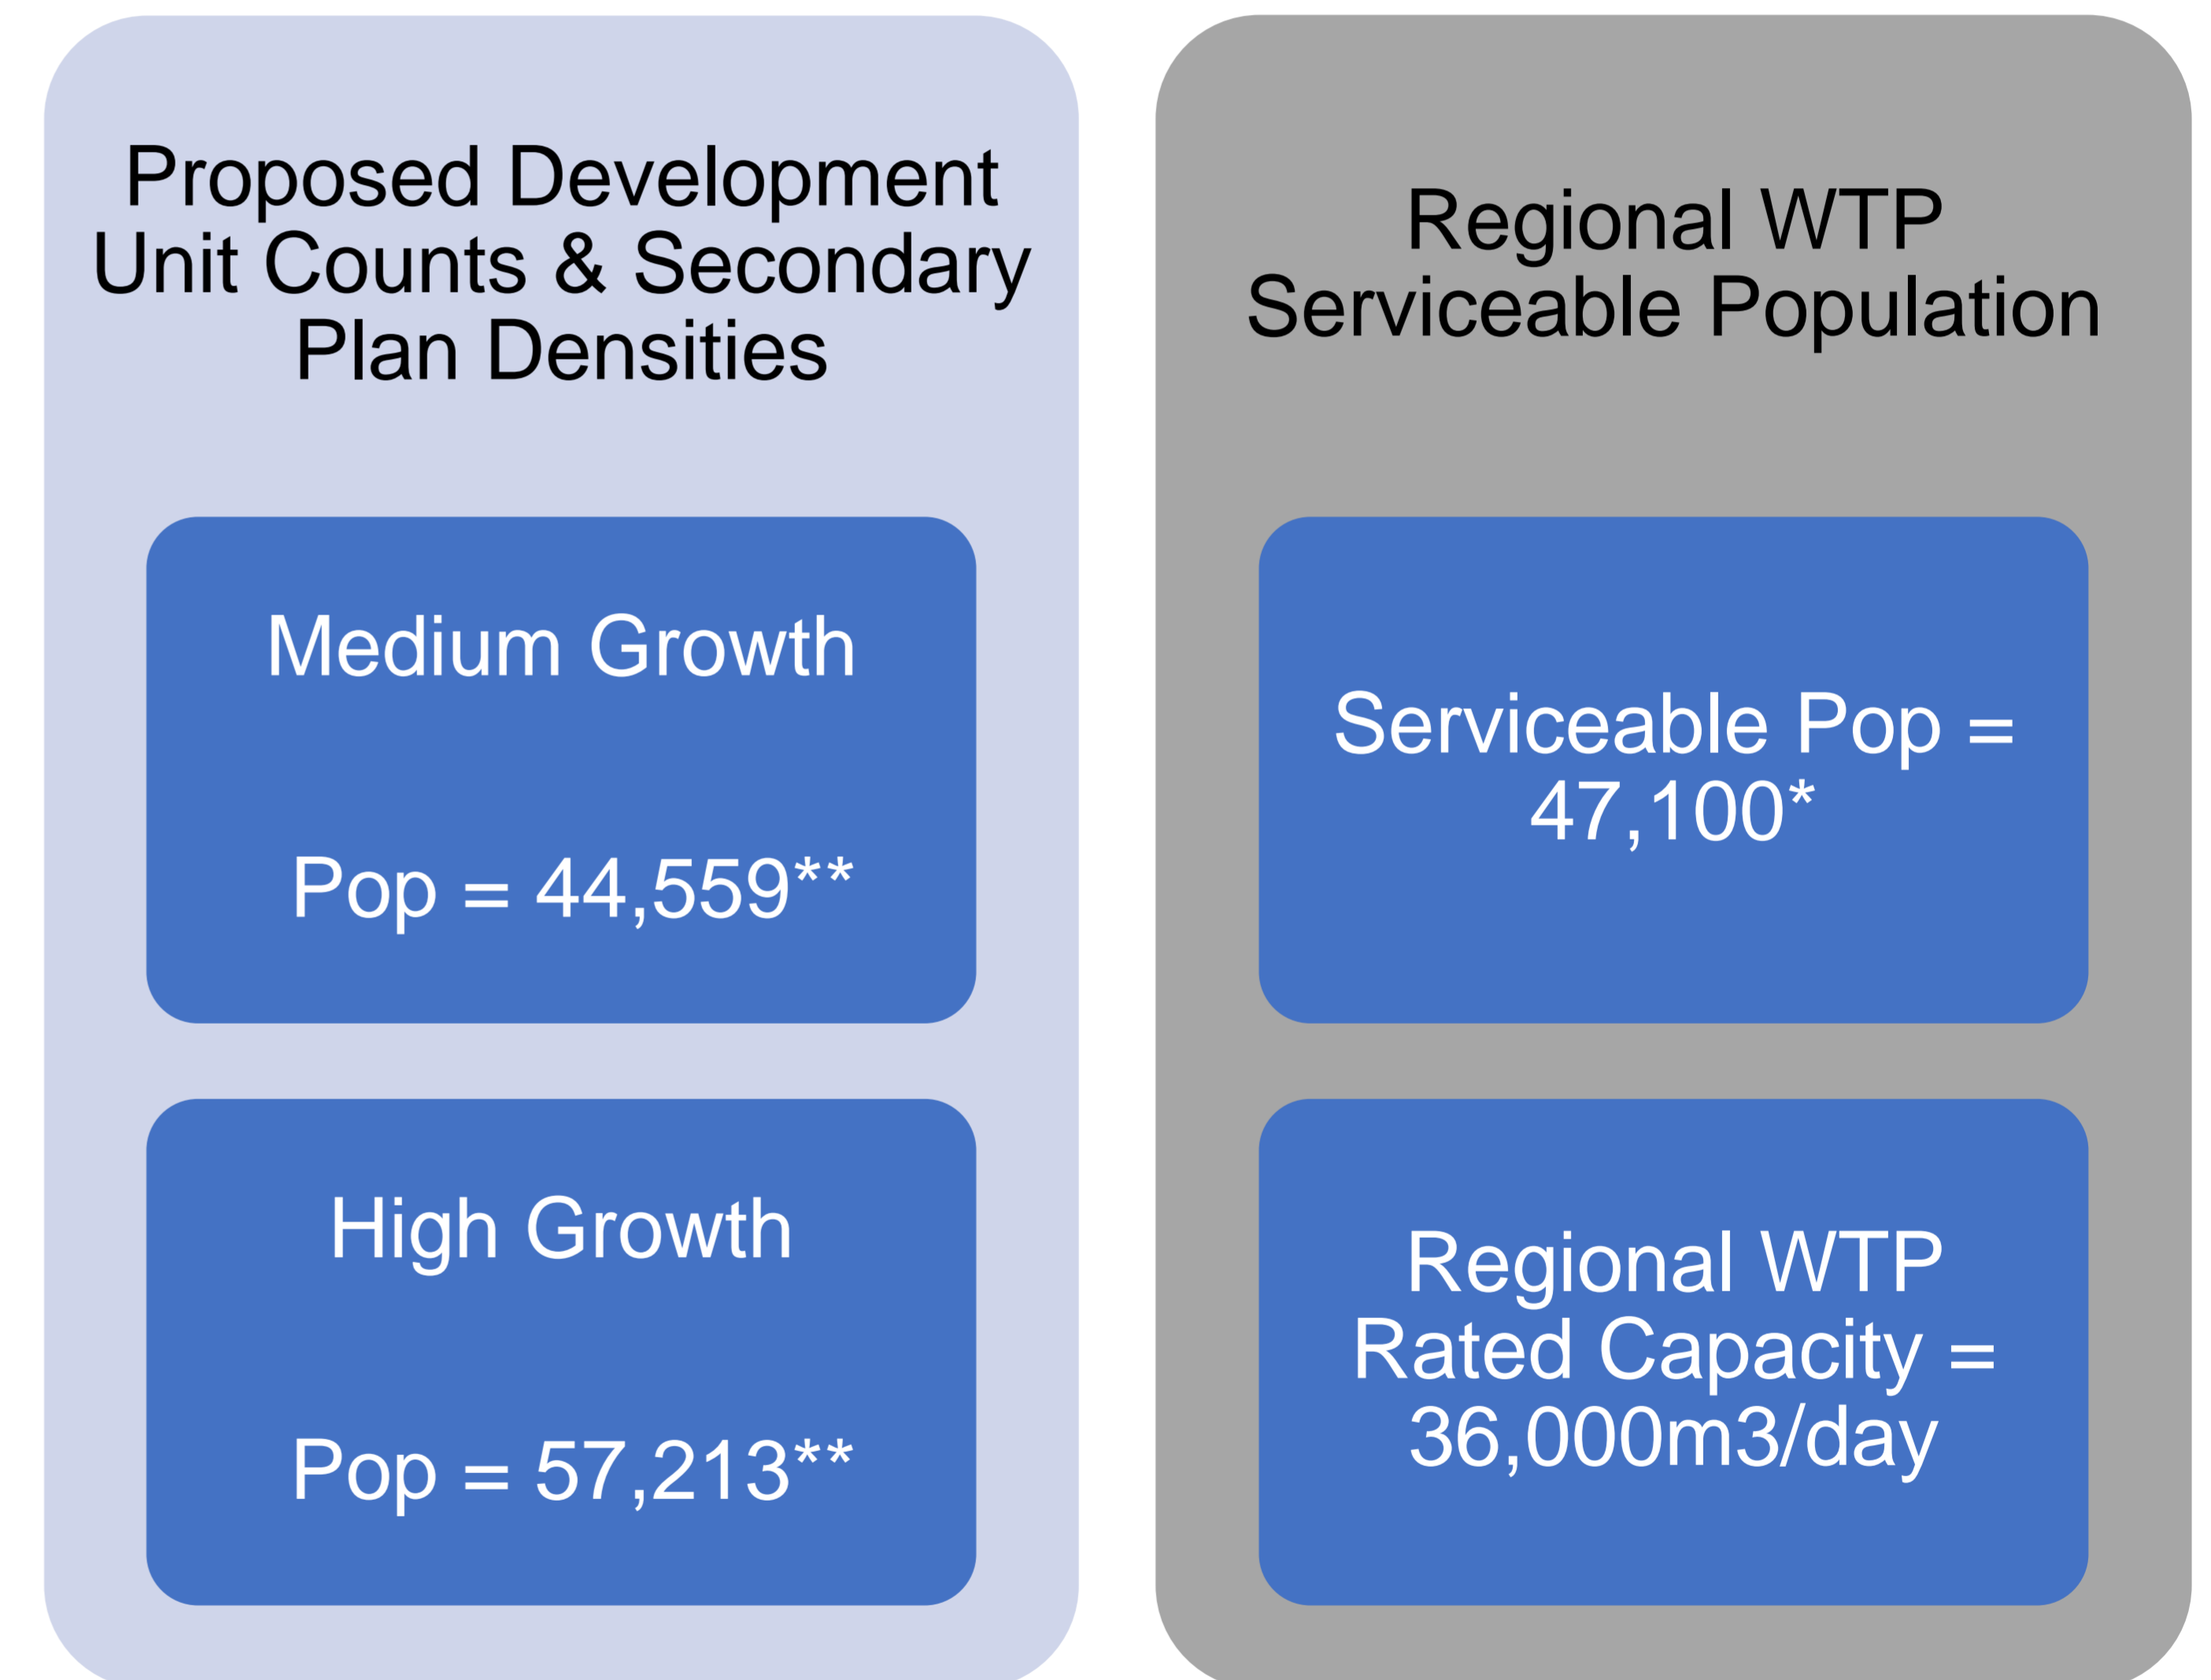 Proposed Development
Unit Counts & Secondary
Plan Densities
Medium Growth
Pop = 44,559**
High Growth
Pop = 57,213**
Regional WTP
Serviceable Population
Serviceable Pop =
47,100*
Regional WTP
Rated Capacity =
36,000m3/day